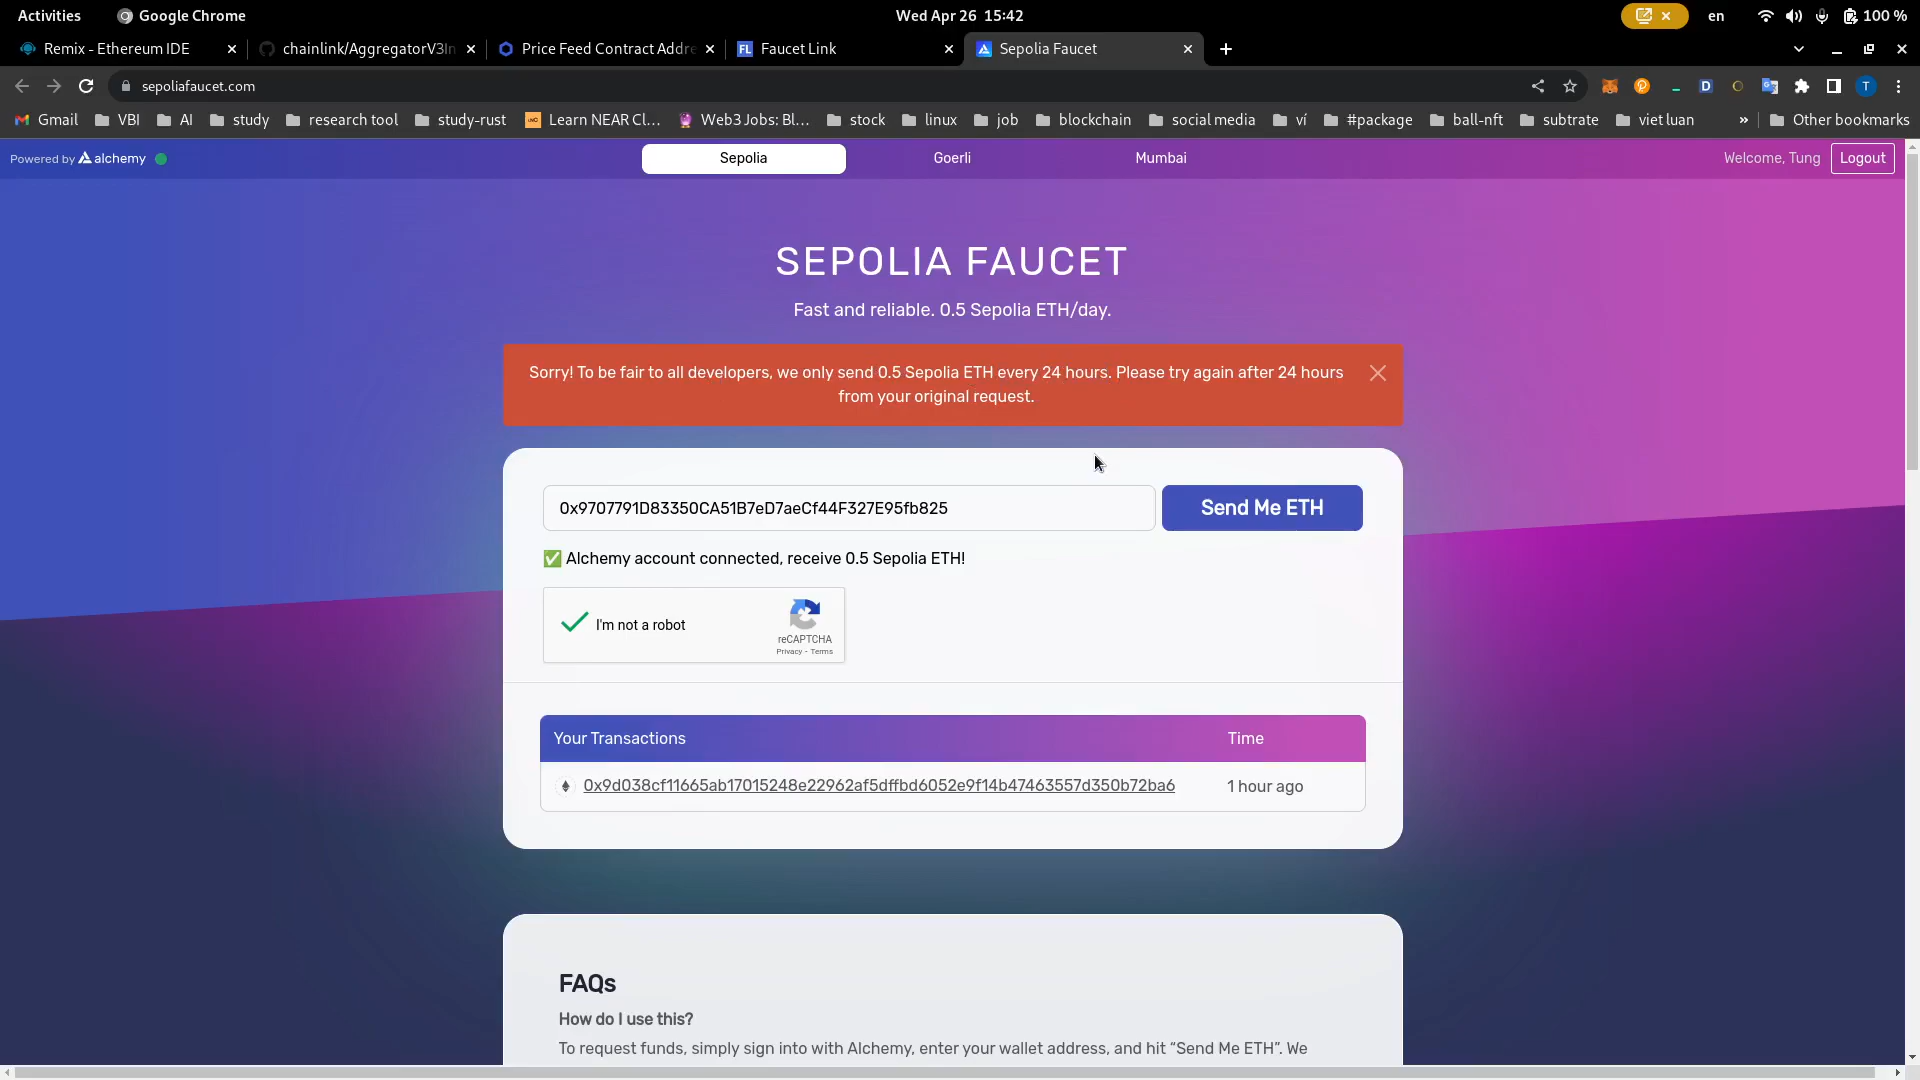 Activities Google Chrome Wed Apr 26 15:42 en 100 %
Remix - Ethereum IDE chainlink/AggregatorV3In Price Feed Contract Addre Faucet Link Sepolia Faucet
sepoliafaucet.com
Gmail VBI AI study research tool study-rust Learn NEAR Cl... Web3 Jobs: Bl... stock linux job blockchain social media ví #package ball-nft subtrate viet luan » Other bookmarks
Powered by alchemy Sepolia Goerli Mumbai Welcome, Tung Logout
SEPOLIA FAUCET
Fast and reliable. 0.5 Sepolia ETH/day.
Sorry! To be fair to all developers, we only send 0.5 Sepolia ETH every 24 hours. Please try again after 24 hours
from your original request.
0x9707791D83350CA51B7eD7aeCf44F327E95fb825 Send Me ETH
✅ Alchemy account connected, receive 0.5 Sepolia ETH!
I'm not a robot
reCAPTCHA
Privacy - Terms
Your Transactions Time
0x9d038cf11665ab17015248e22962af5dffbd6052e9f14b47463557d350b72ba6 1 hour ago
FAQs
How do I use this?
To request funds, simply sign into with Alchemy, enter your wallet address, and hit “Send Me ETH”. We